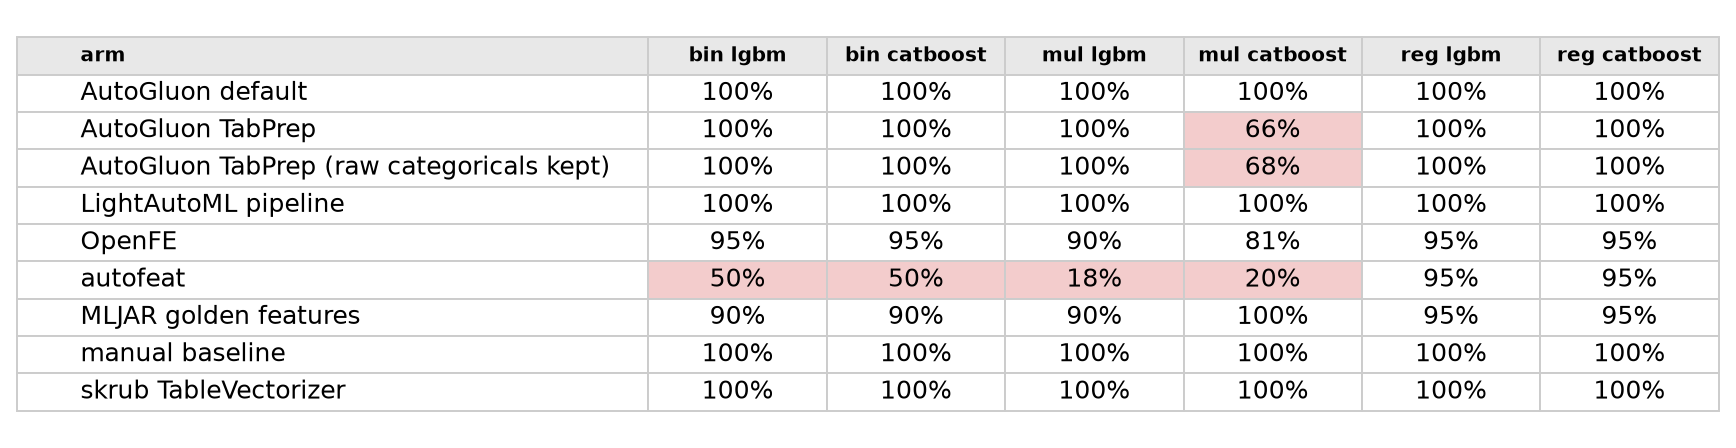 arm bin lgbm bin catboost mul lgbm mul catboost reg lgbm reg catboost
AutoGluon default 100% 100% 100% 100% 100% 100%
AutoGluon TabPrep 100% 100% 100% 66% 100% 100%
AutoGluon TabPrep (raw categoricals kept) 100% 100% 100% 68% 100% 100%
LightAutoML pipeline 100% 100% 100% 100% 100% 100%
OpenFE 95% 95% 90% 81% 95% 95%
autofeat 50% 50% 18% 20% 95% 95%
MLJAR golden features 90% 90% 90% 100% 95% 95%
manual baseline 100% 100% 100% 100% 100% 100%
skrub TableVectorizer 100% 100% 100% 100% 100% 100%